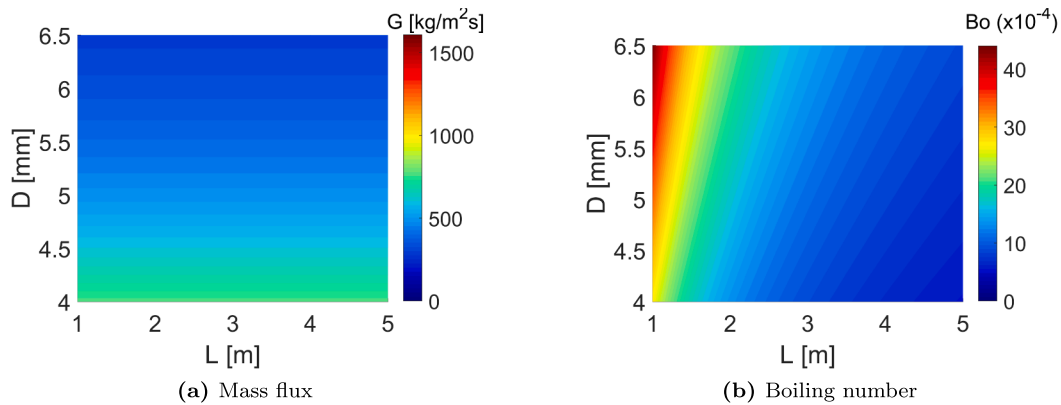 G [kg/m²s]
6.5
6
5.5
5
4.5
4
D [mm]
1 2 3 4 5
L [m]
1500
1000
500
0
(a) Mass flux
Bo (x10⁻⁴)
6.5
6
5.5
5
4.5
4
D [mm]
1 2 3 4 5
L [m]
40
30
20
10
0
(b) Boiling number